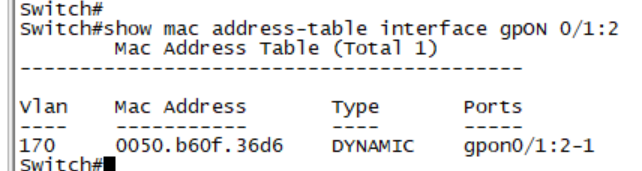 Switch#
Switch#show mac address-table interface gpON 0/1:2
Mac Address Table (Total 1)
------------------------------------------
Vlan Mac Address Type Ports
---- ----------- ---- -----
170 0050.b60f.36d6 DYNAMIC gpon0/1:2-1
Switch#